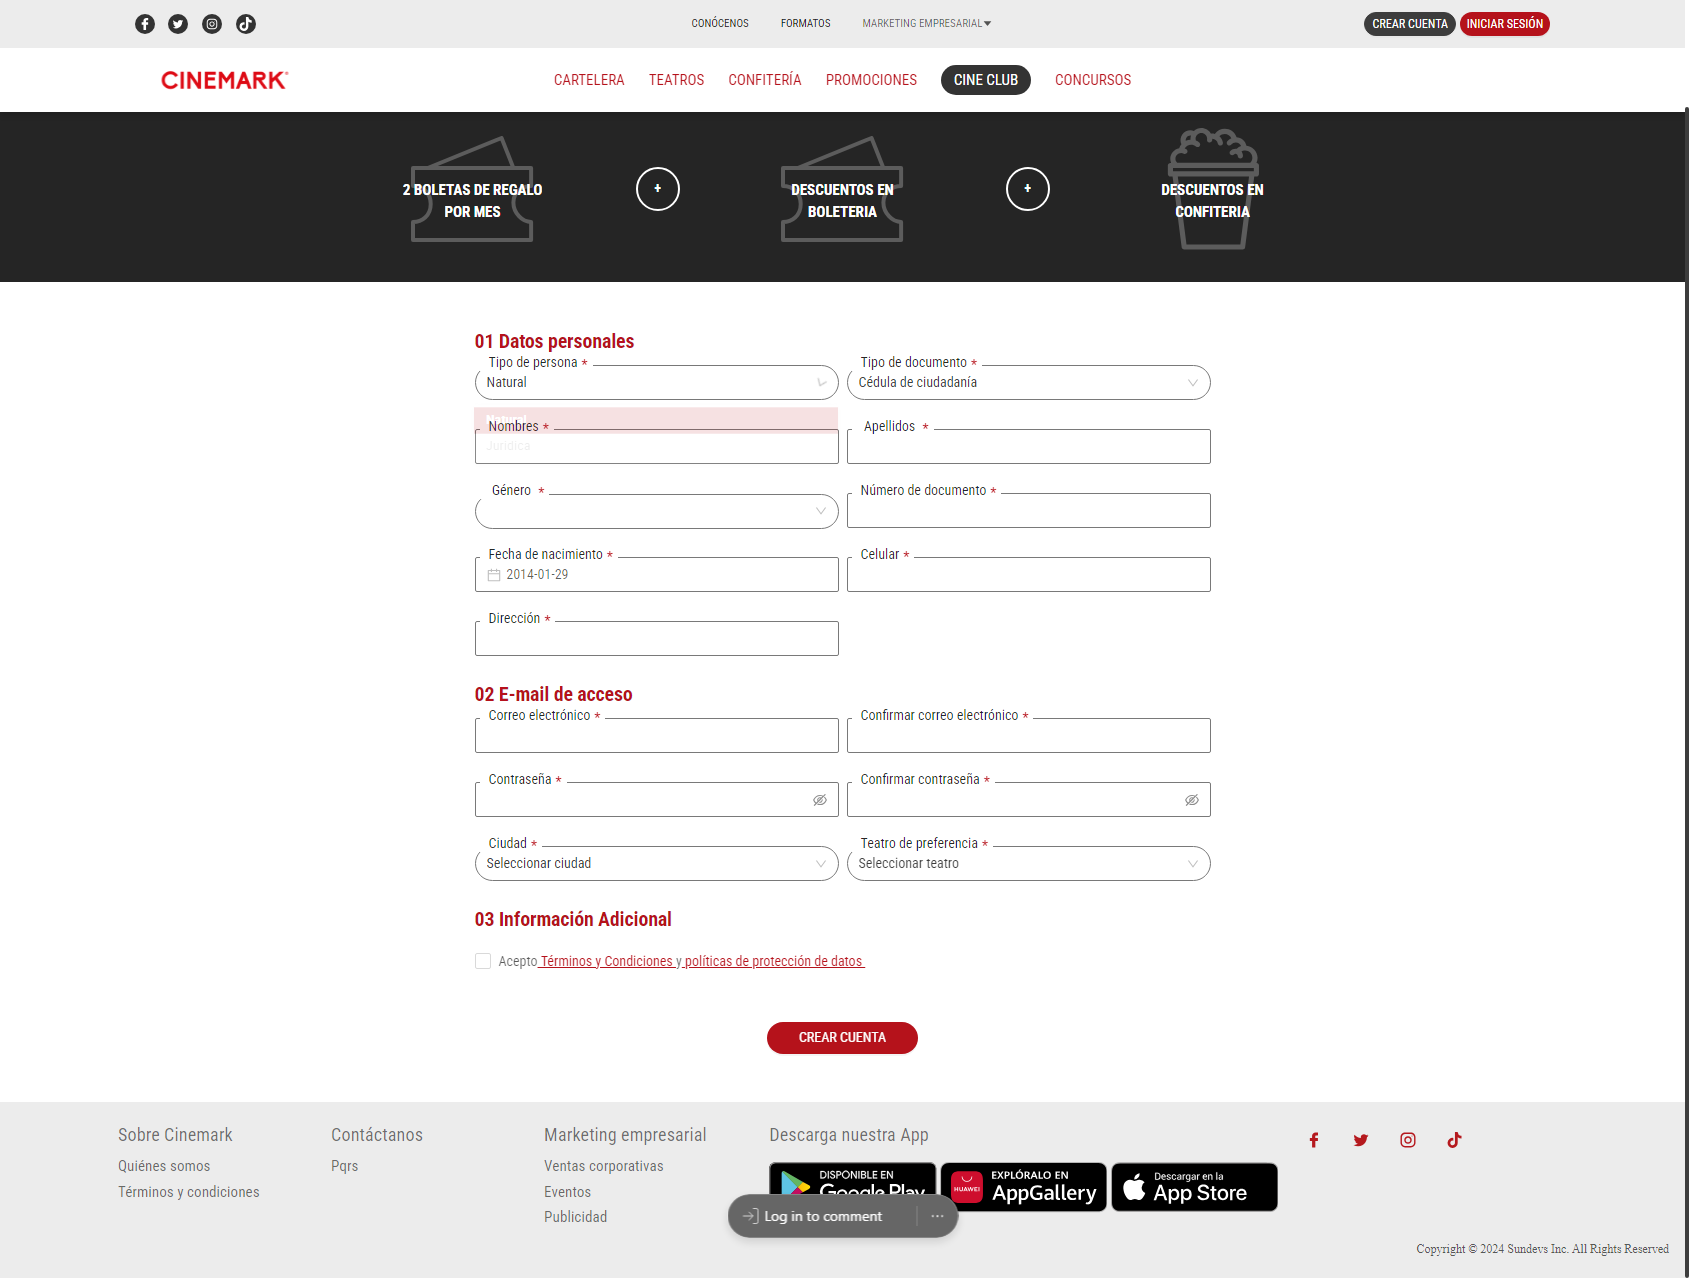 CONÓCENOS FORMATOS MARKETING EMPRESARIAL CREAR CUENTA INICIAR SESIÓN
CINEMARK CARTELERA TEATROS CONFITERÍA PROMOCIONES CINE CLUB CONCURSOS
2 BOLETAS DE REGALO
POR MES
+
DESCUENTOS EN
BOLETERIA
+
DESCUENTOS EN
CONFITERIA
01 Datos personales
Tipo de persona *
Natural
Tipo de documento *
Cédula de ciudadanía
Natural
Nombres *
Jurídica
Apellidos *
Género *
Número de documento *
Fecha de nacimiento *
2014-01-29
Celular *
Dirección *
02 E-mail de acceso
Correo electrónico *
Confirmar correo electrónico *
Contraseña *
Confirmar contraseña *
Ciudad *
Seleccionar ciudad
Teatro de preferencia *
Seleccionar teatro
03 Información Adicional
Acepto Términos y Condiciones y políticas de protección de datos
CREAR CUENTA
Sobre Cinemark
Quiénes somos
Términos y condiciones
Contáctanos
Pqrs
Marketing empresarial
Ventas corporativas
Eventos
Publicidad
Descarga nuestra App
DISPONIBLE EN
Google Play
HUAWEI
EXPLÓRALO EN
AppGallery
Descargar en la
App Store
Log in to comment
Copyright © 2024 Sundevs Inc. All Rights Reserved